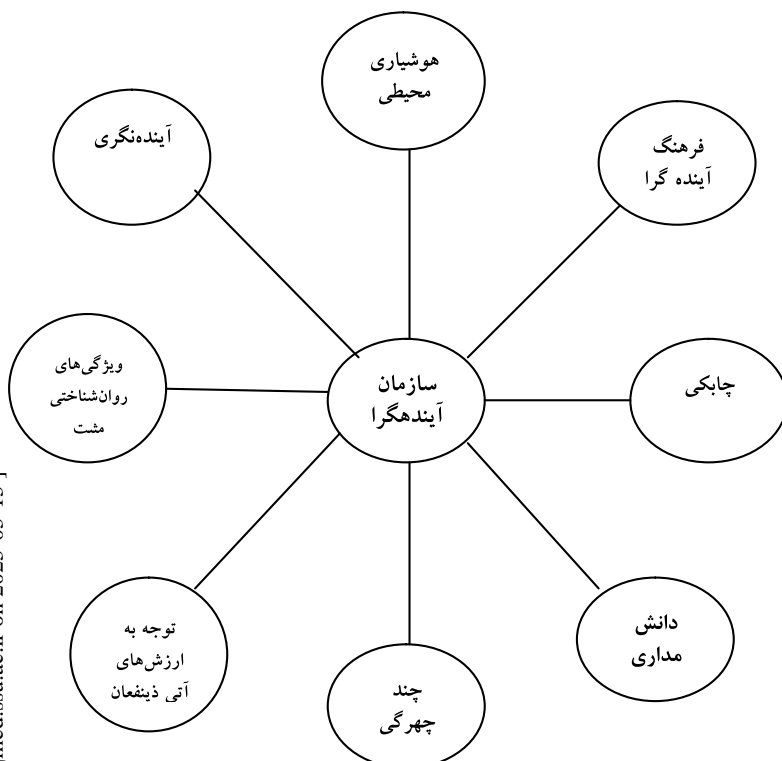 هوشیاری
محیطی
فرهنگ
آینده گرا
آینده‌نگری
چابکی
سازمان
آیندهگرا
ویژگی‌های
روان‌شناختی
مثبت
دانش
مداری
توجه به
ارزش‌های
آتی ذینفعان
چند
چهرگی